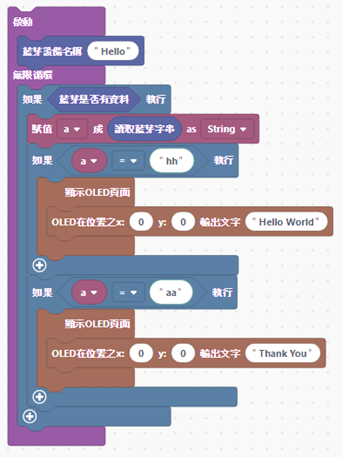 啟動
藍芽設備名稱 "Hello"
無限循環
如果 藍芽是否有資料 執行
賦值 a 成 讀取藍芽字串 as String
如果 a = "hh" 執行
顯示OLED頁面
OLED在位置之x: 0 y: 0 輸出文字 "Hello World"
如果 a = "aa" 執行
顯示OLED頁面
OLED在位置之x: 0 y: 0 輸出文字 "Thank You"